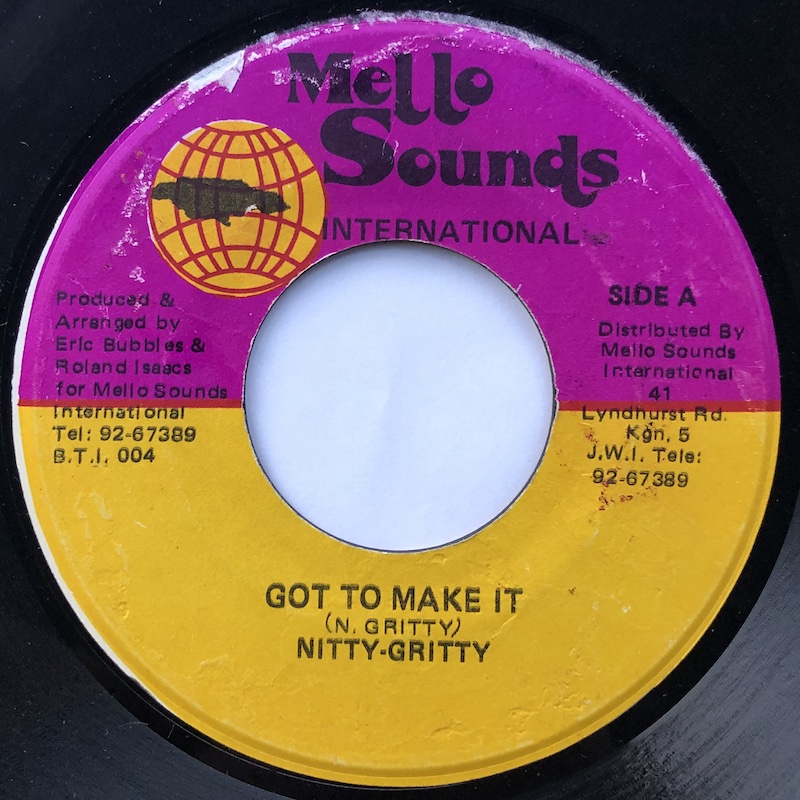 Mello
Sounds
INTERNATIONAL
Produced &
Arranged by
Eric Bubbles &
Roland Isaacs
for Mello Sounds
International
Tel: 92-67389
B.T.I. 004
SIDE A
Distributed By
Mello Sounds
International
41
Lyndhurst Rd.
Kgn. 5
J.W.I. Tele:
92-67389
GOT TO MAKE IT
(N. GRITTY)
NITTY-GRITTY